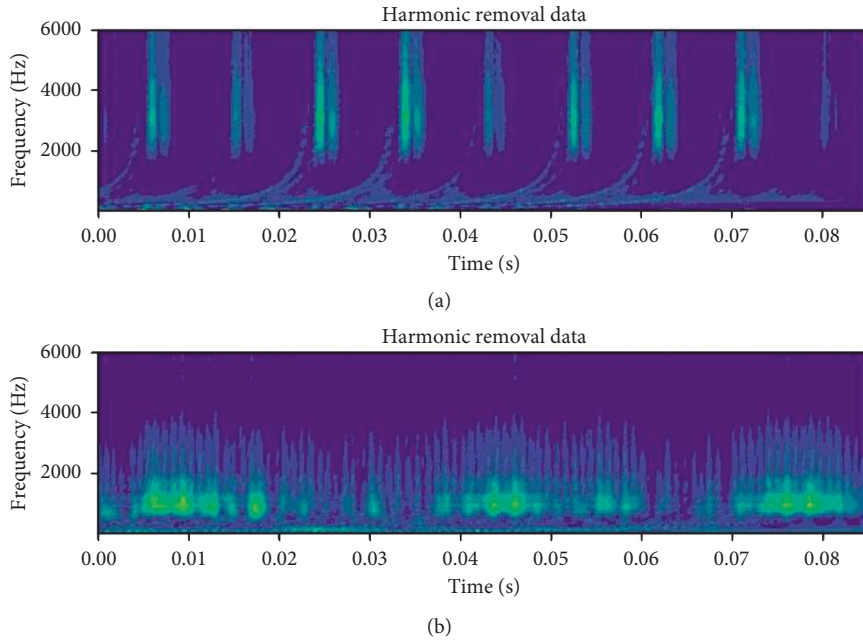 Harmonic removal data
6000
4000
2000
Frequency (Hz)
0.00 0.01 0.02 0.03 0.04 0.05 0.06 0.07 0.08
Time (s)
(a)
Harmonic removal data
6000
4000
2000
Frequency (Hz)
0.00 0.01 0.02 0.03 0.04 0.05 0.06 0.07 0.08
Time (s)
(b)